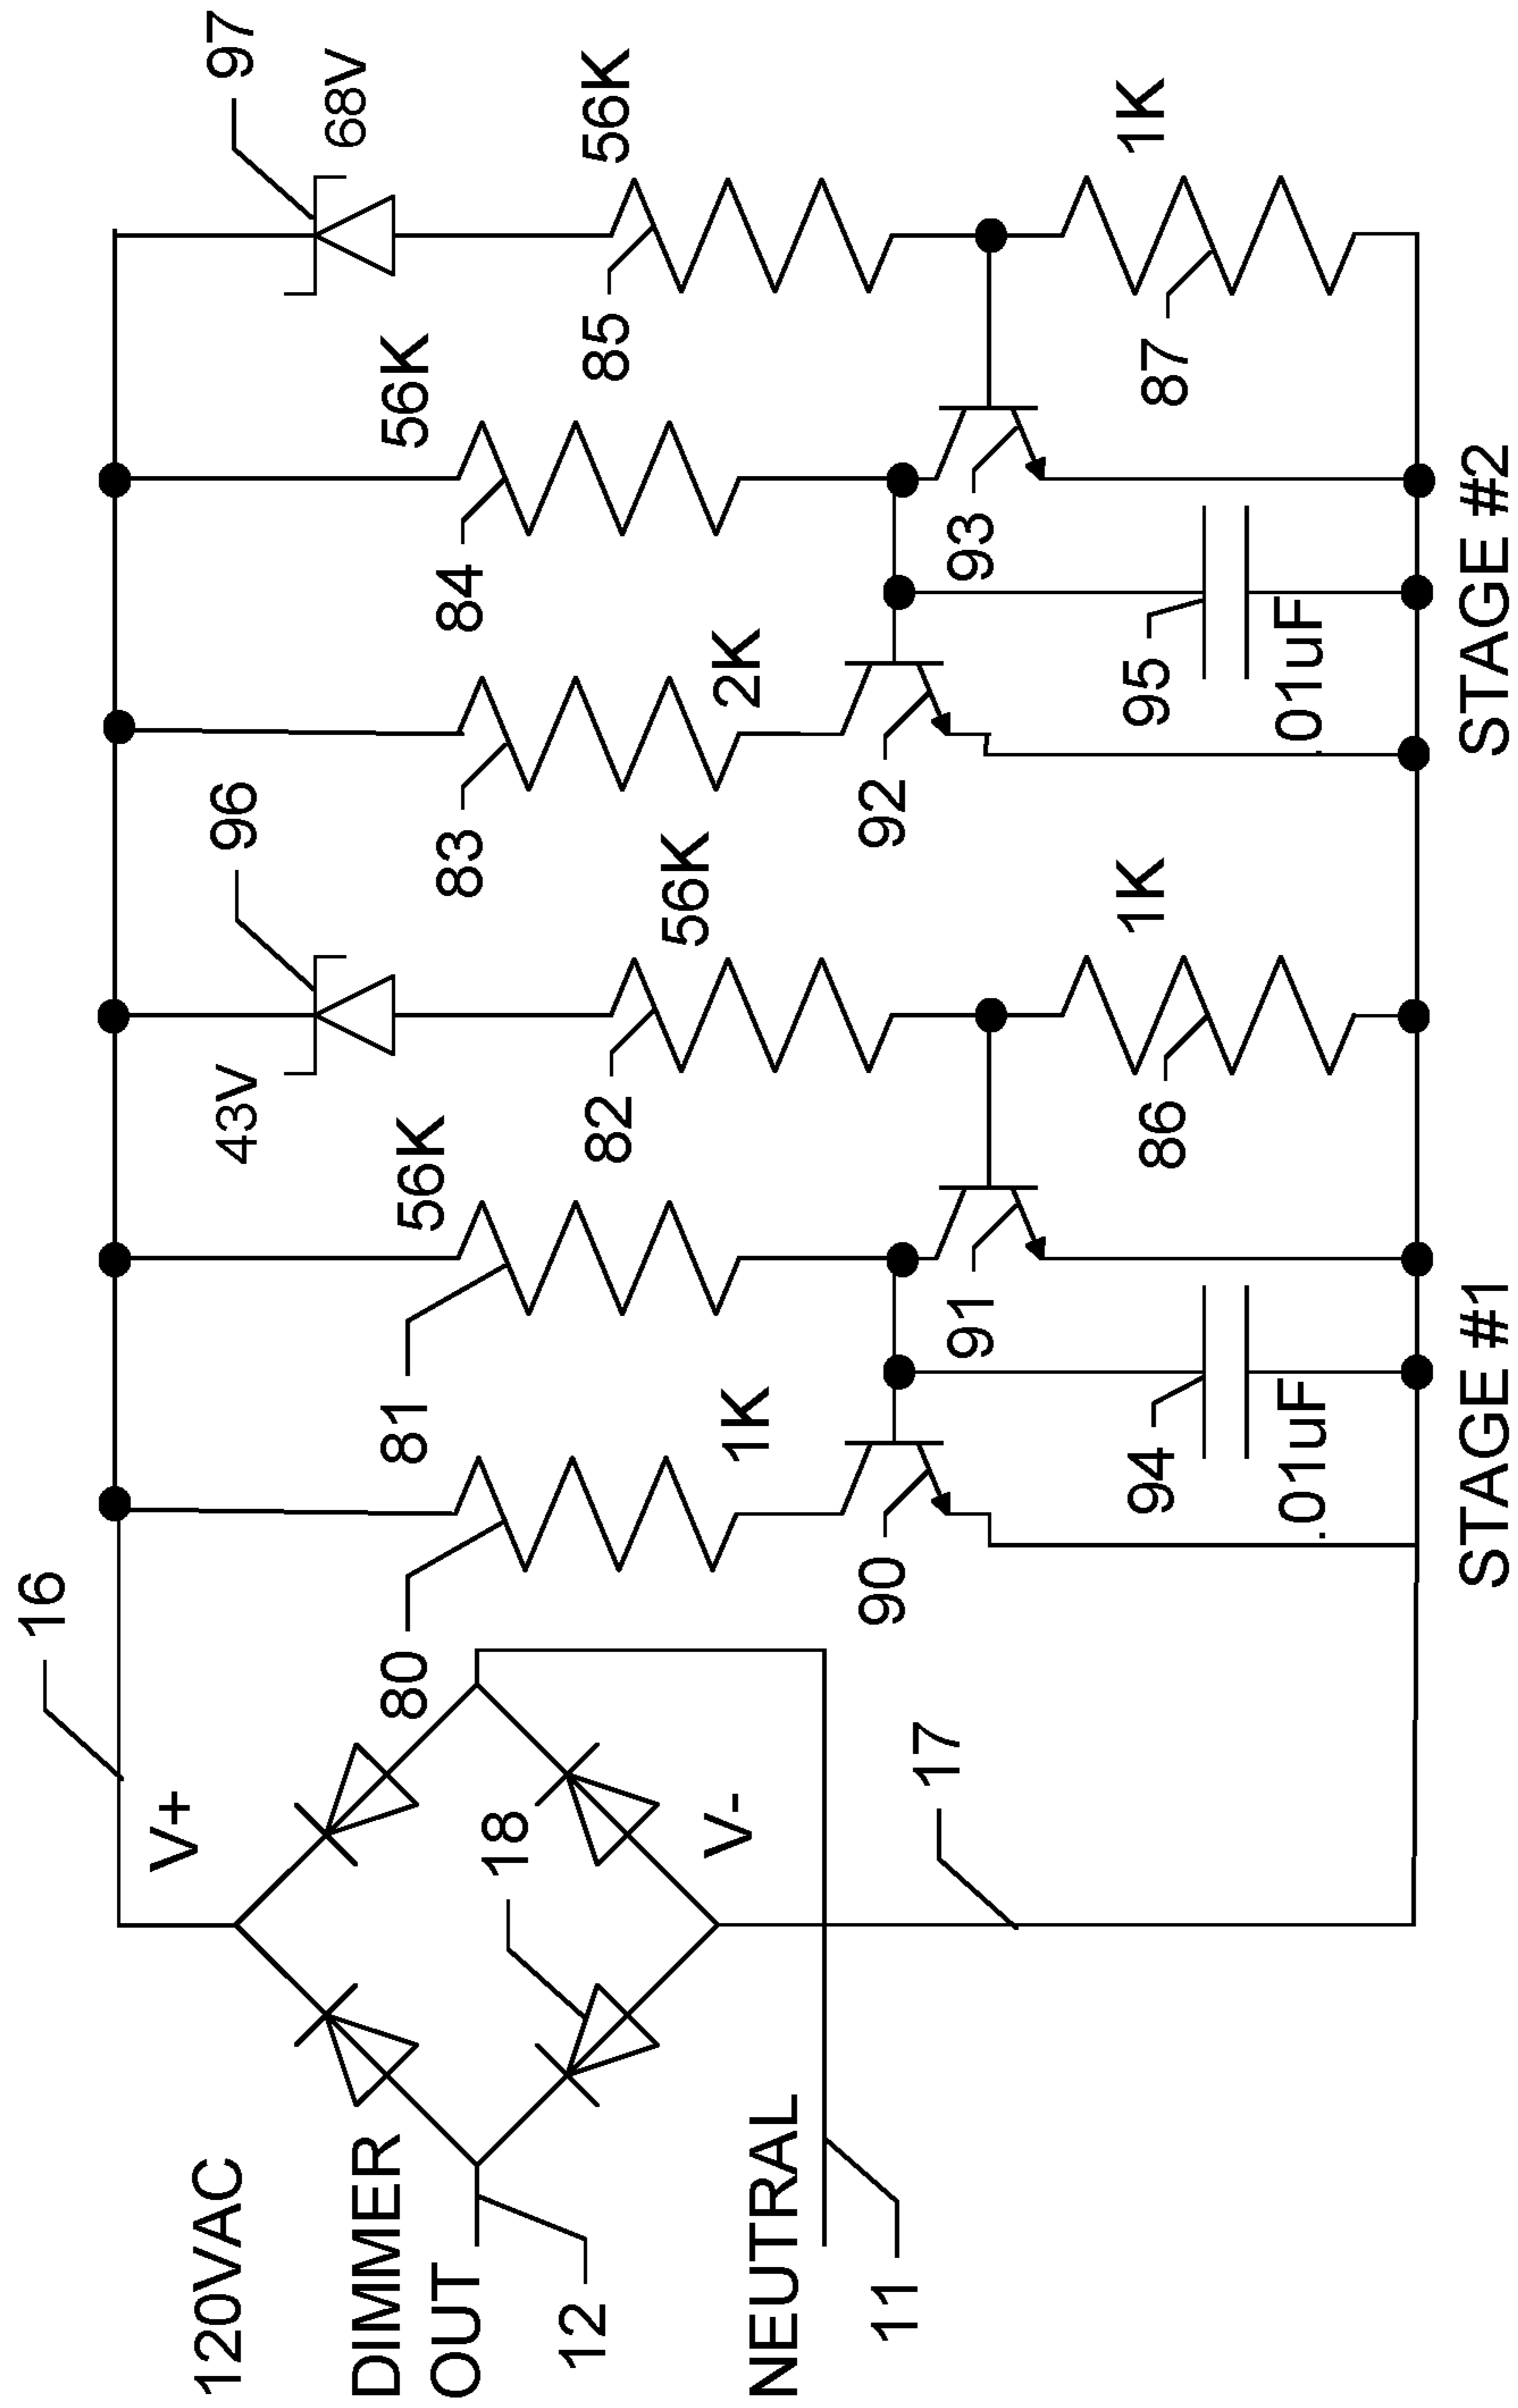 120VAC
DIMMER
OUT
12
NEUTRAL
11
18
V+
V-
16
17
80
1K
81
56K
90
91
94
.01uF
43V
96
82
56K
86
1K
STAGE #1
83
2K
84
56K
92
93
95
.01uF
97
68V
85
56K
87
1K
STAGE #2